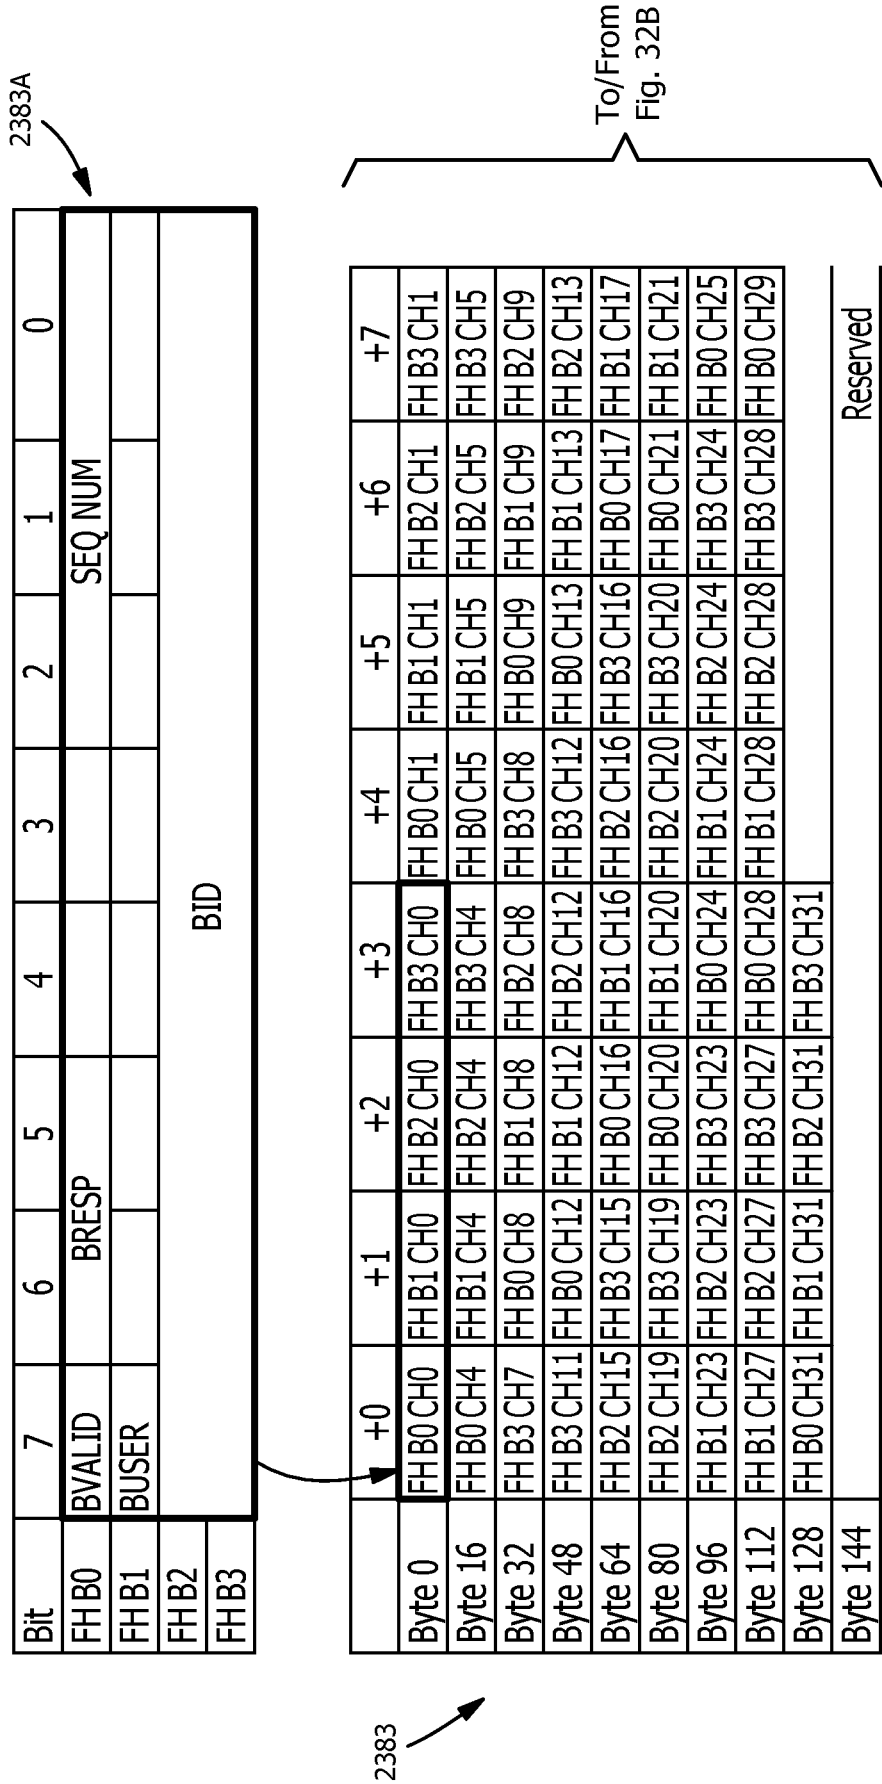 2383A
Bit 7 6 5 4 3 2 1 0
FH B0 BVALID BRESP SEQ NUM
FH B1 BUSER
FH B2 BID
FH B3
2383
+0 +1 +2 +3 +4 +5 +6 +7
Byte 0 FH B0 CH0 FH B1 CH0 FH B2 CH0 FH B3 CH0 FH B0 CH1 FH B1 CH1 FH B2 CH1 FH B3 CH1
Byte 16 FH B0 CH4 FH B1 CH4 FH B2 CH4 FH B3 CH4 FH B0 CH5 FH B1 CH5 FH B2 CH5 FH B3 CH5
Byte 32 FH B3 CH7 FH B0 CH8 FH B1 CH8 FH B2 CH8 FH B3 CH8 FH B0 CH9 FH B1 CH9 FH B2 CH9
Byte 48 FH B3 CH11 FH B0 CH12 FH B1 CH12 FH B2 CH12 FH B3 CH12 FH B0 CH13 FH B1 CH13 FH B2 CH13
Byte 64 FH B2 CH15 FH B3 CH15 FH B0 CH16 FH B1 CH16 FH B2 CH16 FH B3 CH16 FH B0 CH17 FH B1 CH17
Byte 80 FH B2 CH19 FH B3 CH19 FH B0 CH20 FH B1 CH20 FH B2 CH20 FH B3 CH20 FH B0 CH21 FH B1 CH21
Byte 96 FH B1 CH23 FH B2 CH23 FH B3 CH23 FH B0 CH24 FH B1 CH24 FH B2 CH24 FH B3 CH24 FH B0 CH25
Byte 112 FH B1 CH27 FH B2 CH27 FH B3 CH27 FH B0 CH28 FH B1 CH28 FH B2 CH28 FH B3 CH28 FH B0 CH29
Byte 128 FH B0 CH31 FH B1 CH31 FH B2 CH31 FH B3 CH31
Byte 144 Reserved
To/From
Fig. 32B